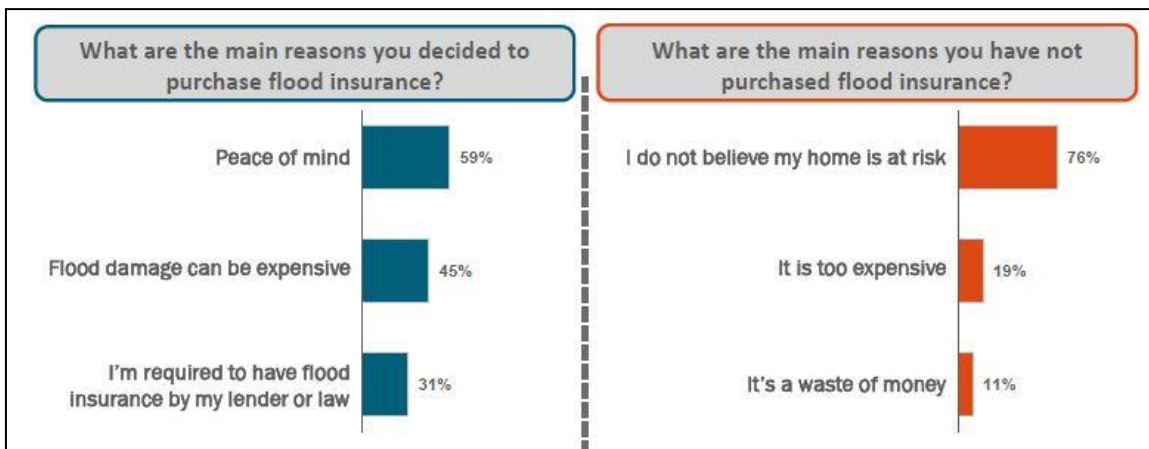 What are the main reasons you decided to
purchase flood insurance?
Peace of mind
59%
Flood damage can be expensive
45%
I'm required to have flood
insurance by my lender or law
31%
What are the main reasons you have not
purchased flood insurance?
I do not believe my home is at risk
76%
It is too expensive
19%
It's a waste of money
11%